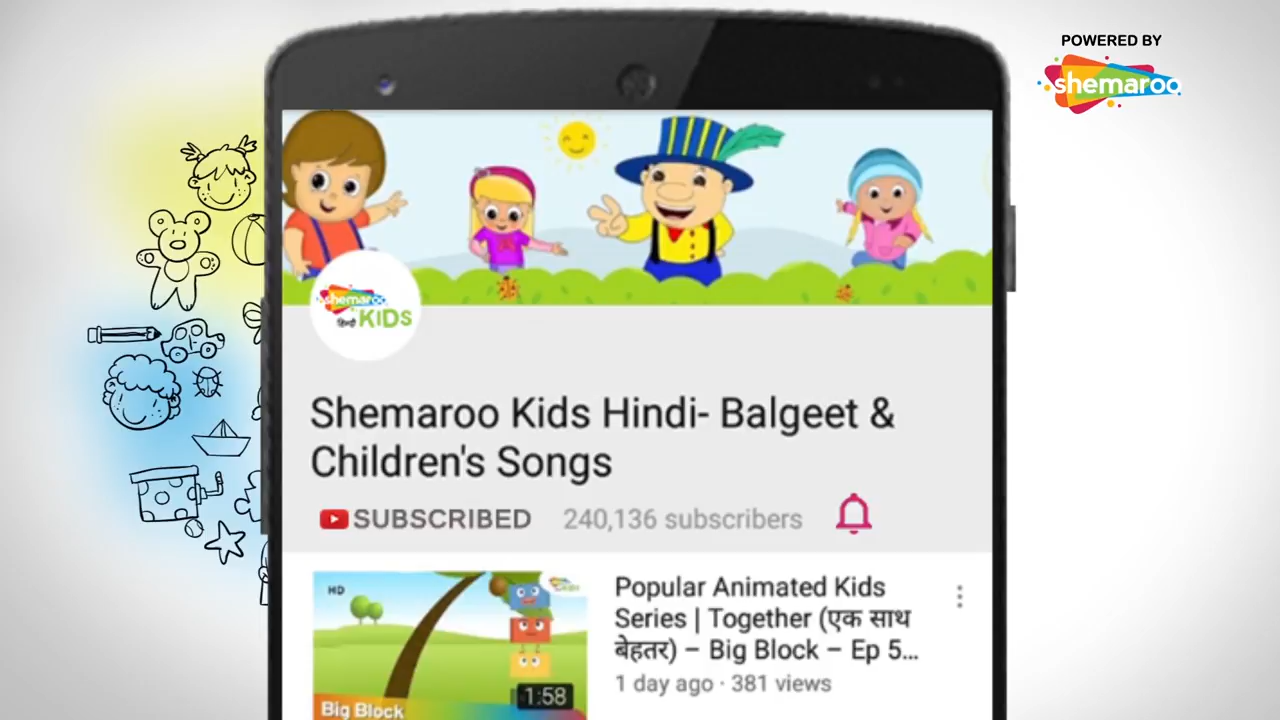 POWERED BY
shemaroo
shemaroo
हिन्दी KIDS
Shemaroo Kids Hindi- Balgeet &
Children's Songs
SUBSCRIBED 240,136 subscribers
HD
Popular Animated Kids
Series | Together (एक साथ
बेहतर) – Big Block – Ep 5...
1 day ago · 381 views
1:58
Big Block